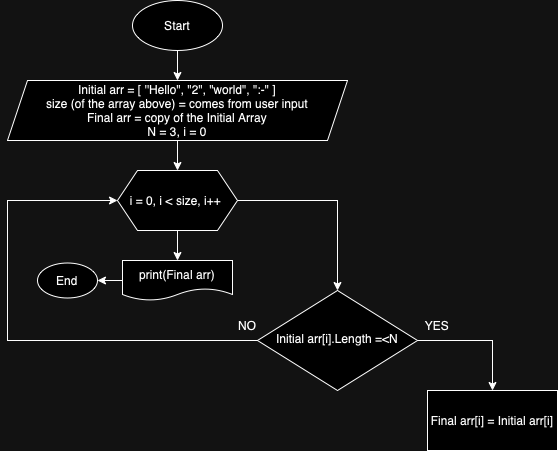 Start
Initial arr = [ "Hello", "2", "world", ":-" ]
size (of the array above) = comes from user input
Final arr = copy of the Initial Array
N = 3, i = 0
i = 0, i < size, i++
print(Final arr)
End
NO
YES
Initial arr[i].Length =<N
Final arr[i] = Initial arr[i]